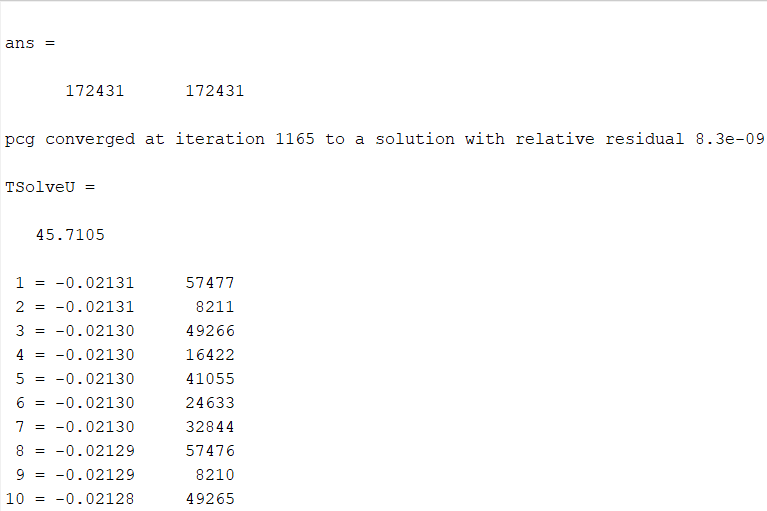 ans =
172431 172431
pcg converged at iteration 1165 to a solution with relative residual 8.3e-09
TSolveU =
45.7105
1 = -0.02131 57477
2 = -0.02131 8211
3 = -0.02130 49266
4 = -0.02130 16422
5 = -0.02130 41055
6 = -0.02130 24633
7 = -0.02130 32844
8 = -0.02129 57476
9 = -0.02129 8210
10 = -0.02128 49265